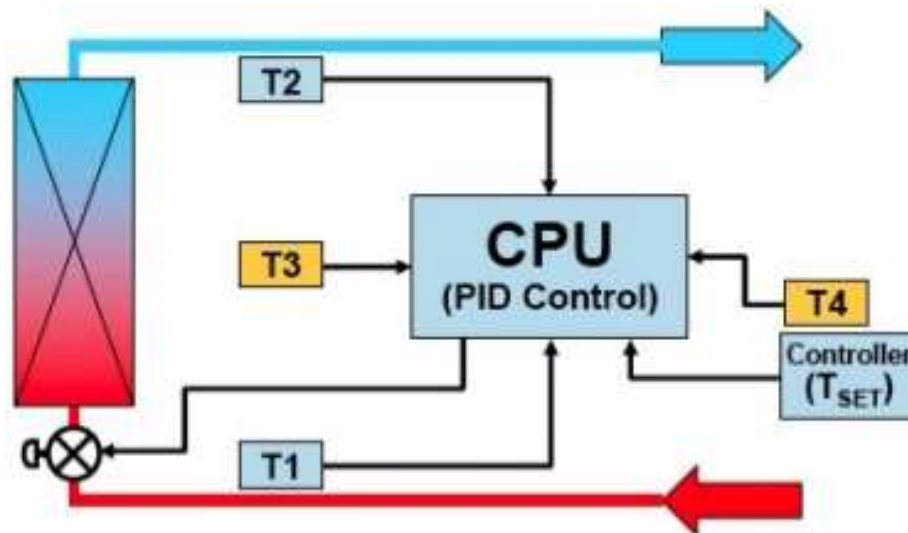 T2
CPU
(PID Control)
T3
T4
Controller
(TSET)
T1